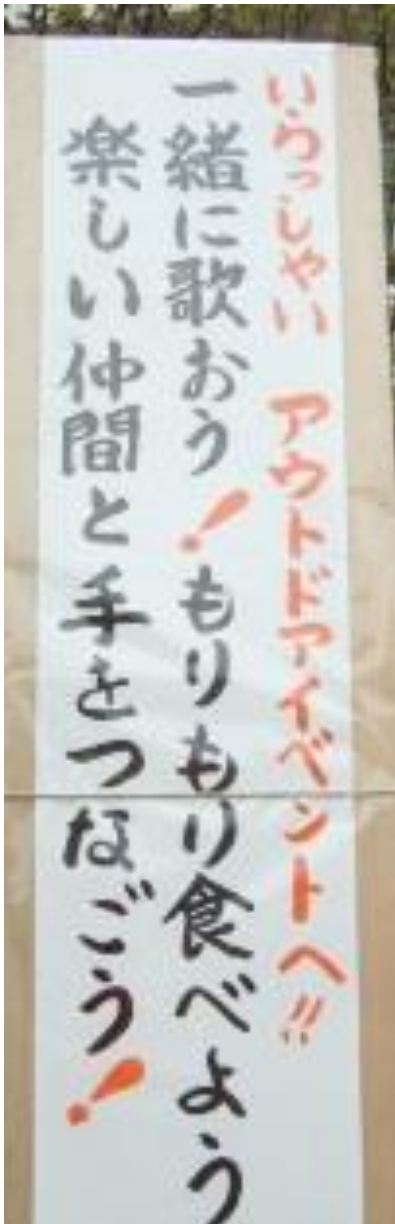 いらっしゃい アウトドアイベントへ!!
一緒に歌おう!もりもり食べよう
楽しい仲間と手をつなごう!